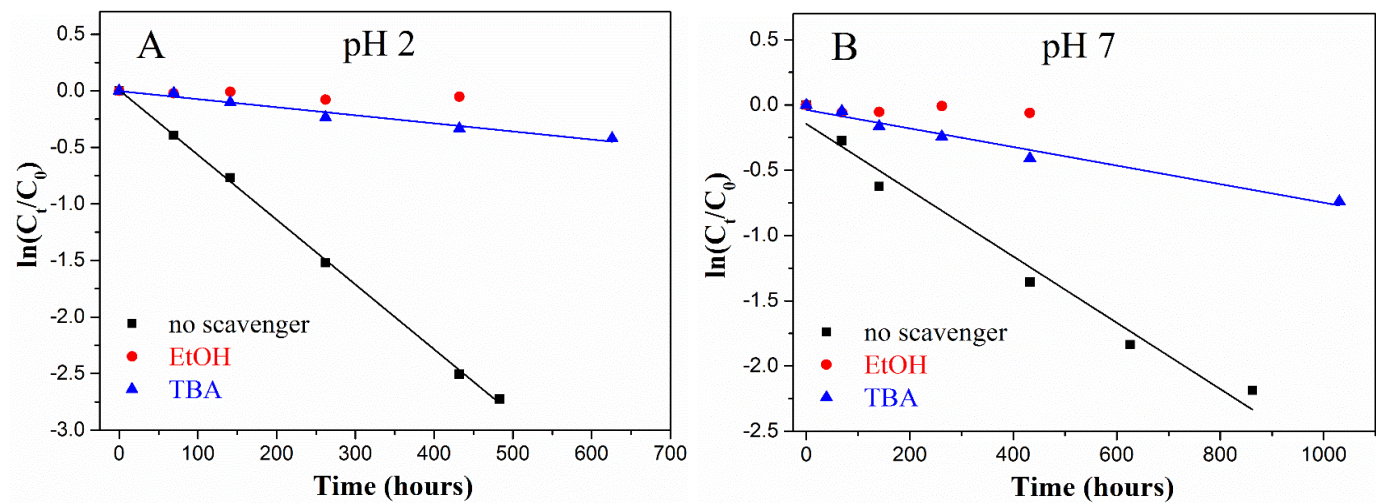 A
pH 2
ln(Cₜ/C₀)
0.5
0.0
-0.5
-1.0
-1.5
-2.0
-2.5
-3.0
no scavenger
EtOH
TBA
0 100 200 300 400 500 600 700
Time (hours)
B
pH 7
ln(Cₜ/C₀)
0.5
0.0
-0.5
-1.0
-1.5
-2.0
-2.5
no scavenger
EtOH
TBA
0 200 400 600 800 1000
Time (hours)